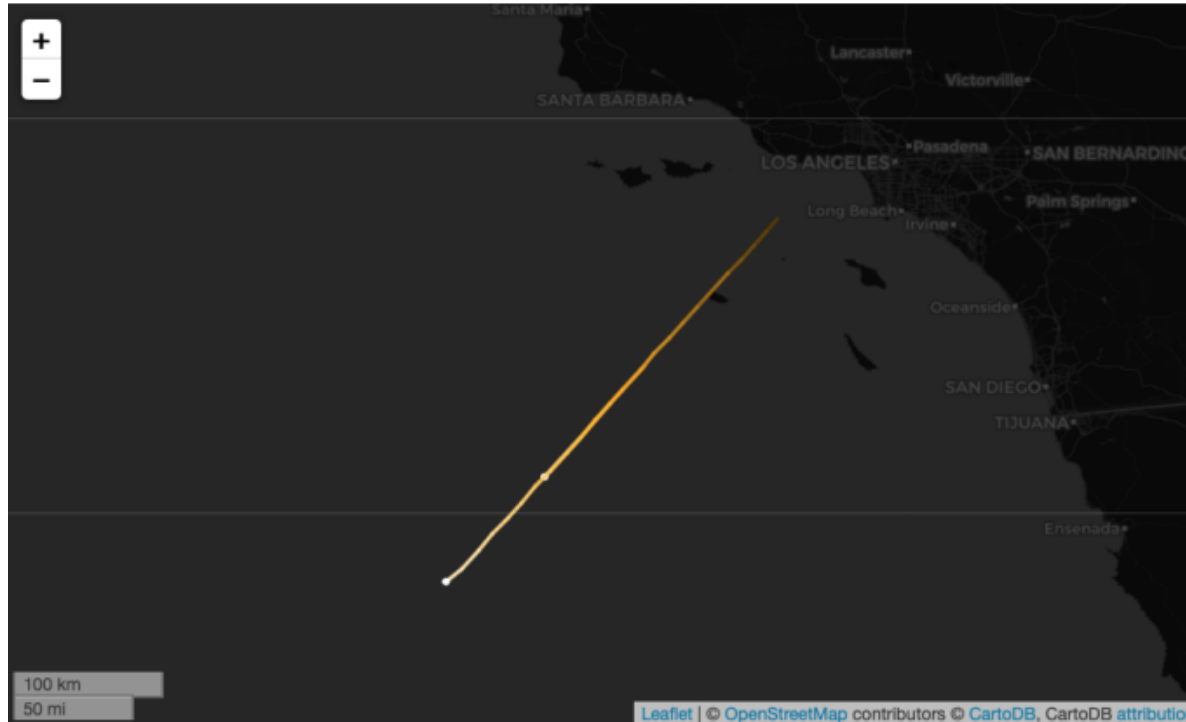 Santa Maria
+
−
Lancaster
Victorville
SANTA BARBARA
Pasadena
SAN BERNARDINO
LOS ANGELES
Palm Springs
Long Beach
Irvine
Oceanside
SAN DIEGO
TIJUANA
Ensenada
100 km
50 mi
Leaflet | © OpenStreetMap contributors © CartoDB, CartoDB attributio